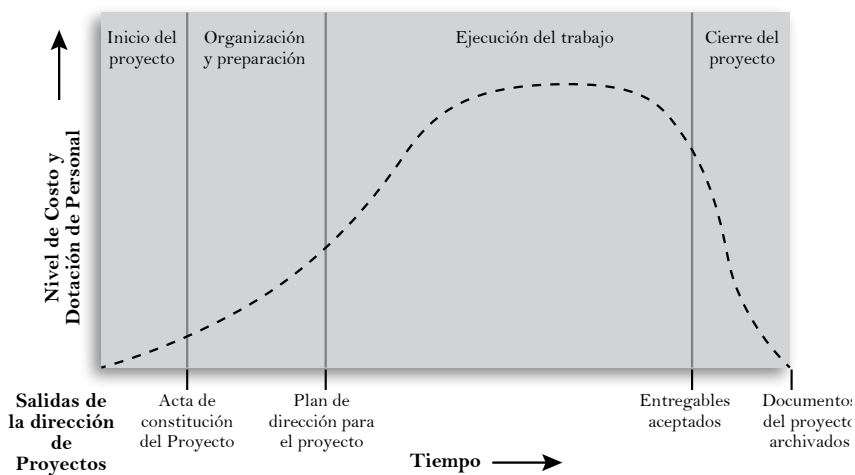 Inicio del
proyecto
Organización
y preparación
Ejecución del trabajo
Cierre del
proyecto
Nivel de Costo y
Dotación de Personal
Salidas de
la dirección
de
Proyectos
Acta de
constitución
del Proyecto
Plan de
dirección para
el proyecto
Entregables
aceptados
Documentos
del proyecto
archivados
Tiempo